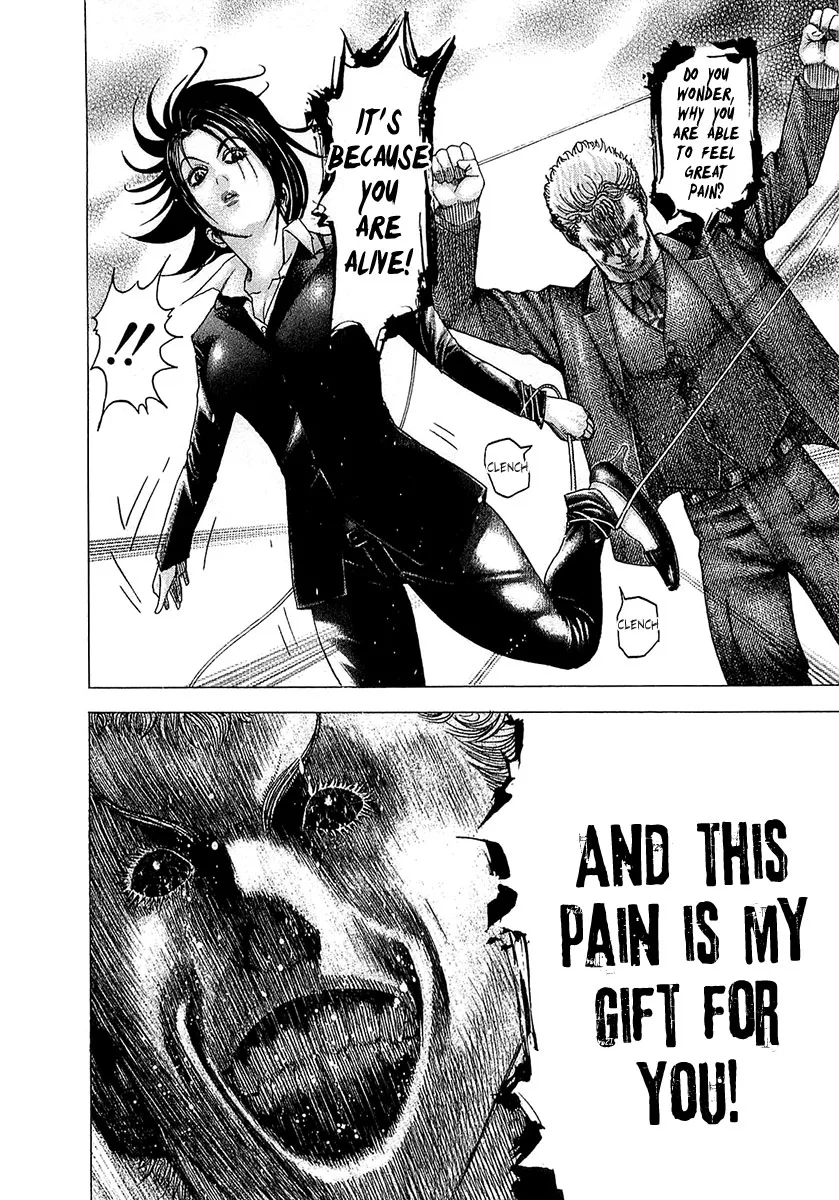 DO YOU
WONDER,
WHY YOU
ARE ABLE
TO FEEL
GREAT
PAIN?
IT'S
BECAUSE
YOU
ARE
ALIVE!
!!
CLENCH
CLENCH
AND THIS
PAIN IS MY
GIFT FOR
YOU!